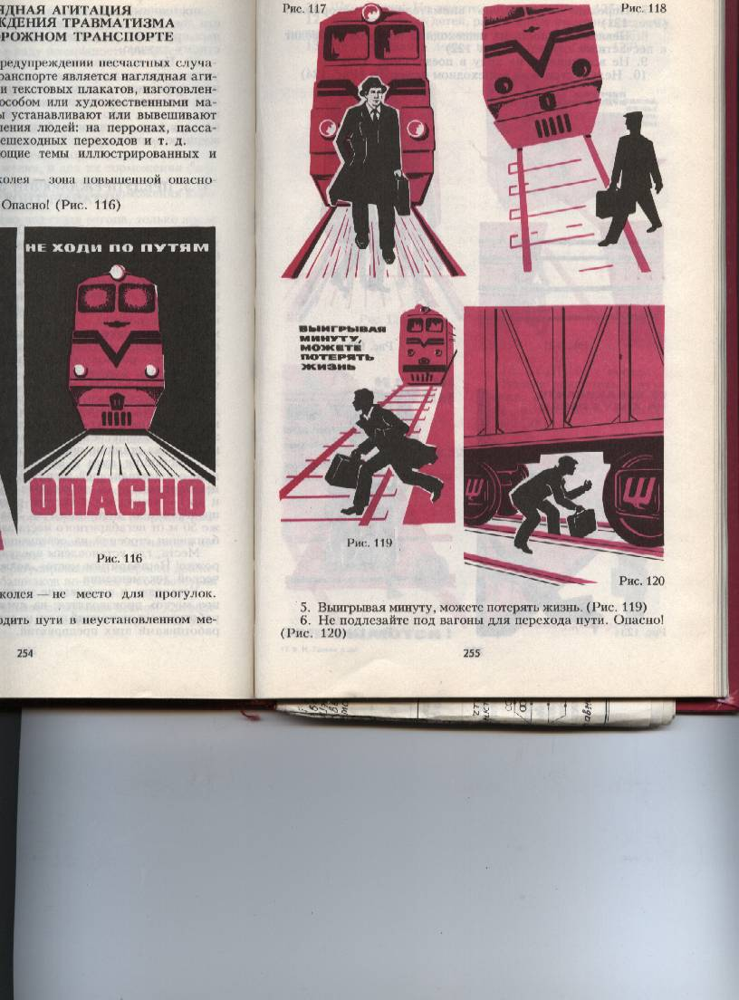 ЯДНАЯ АГИТАЦИЯ
ЖДЕНИЯ ТРАВМАТИЗМА
ОРОЖНОМ ТРАНСПОРТЕ
редупреждении несчастных случа-
ранспорте является наглядная аги-
и текстовых плакатов, изготовлен-
особом или художественными ма-
ы устанавливают или вывешивают
ления людей: на перронах, пасса-
ешеходных переходов и т. д.
ющие темы иллюстрированных и
колея — зона повышенной опасно
Опасно! (Рис. 116)
НЕ ХОДИ ПО ПУТЯМ
ОПАСНО
Рис. 116
колея — не место для прогулок.
одить пути в неустановленном ме-
254
Рис. 117
Рис. 118
ВЫИГРЫВАЯ
МИНУТУ,
МОЖЕТЕ
ПОТЕРЯТЬ
ЖИЗНЬ
Рис. 119
Рис. 120
5. Выигрывая минуту, можете потерять жизнь. (Рис. 119)
6. Не подлезайте под вагоны для перехода пути. Опасно!
(Рис. 120)
255